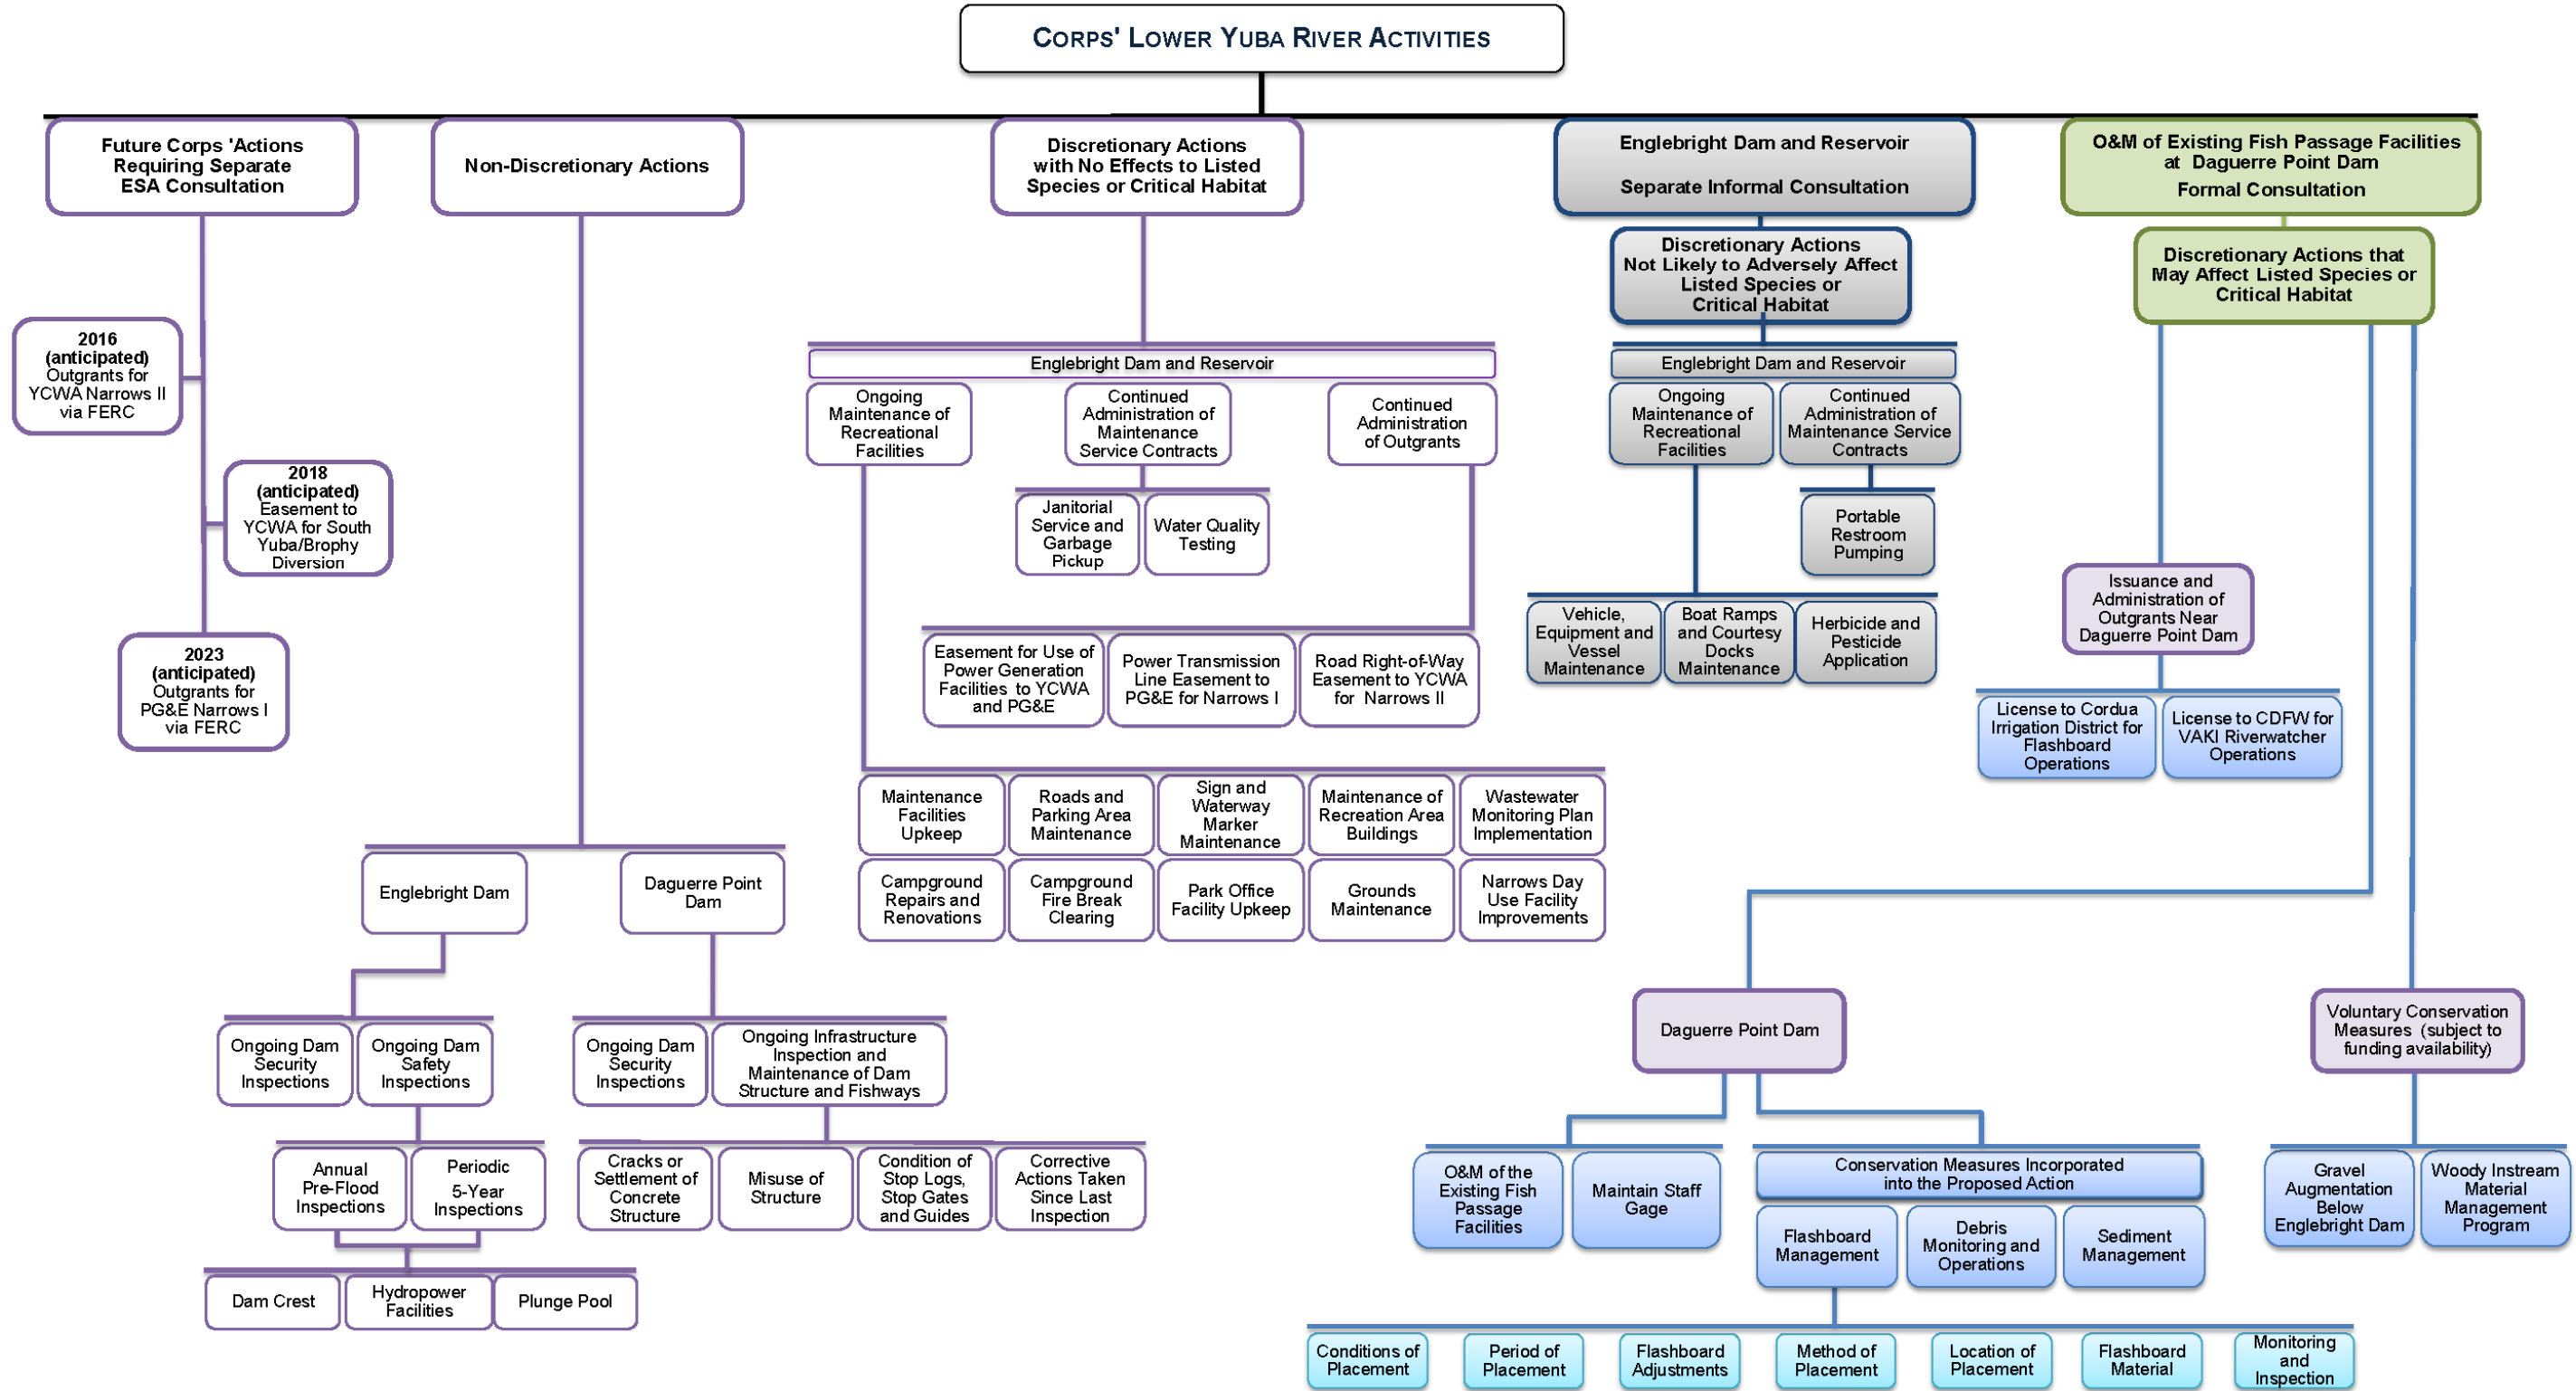 CORPS' LOWER YUBA RIVER ACTIVITIES
Future Corps 'Actions
Requiring Separate
ESA Consultation
Non-Discretionary Actions
Discretionary Actions
with No Effects to Listed
Species or Critical Habitat
Englebright Dam and Reservoir
Separate Informal Consultation
O&M of Existing Fish Passage Facilities
at Daguerre Point Dam
Formal Consultation
Discretionary Actions
Not Likely to Adversely Affect
Listed Species or
Critical Habitat
Discretionary Actions that
May Affect Listed Species or
Critical Habitat
2016
(anticipated)
Outgrants for
YCWA Narrows II
via FERC
2018
(anticipated)
Easement to
YCWA for South
Yuba/Brophy
Diversion
2023
(anticipated)
Outgrants for
PG&E Narrows I
via FERC
Englebright Dam and Reservoir
Ongoing
Maintenance of
Recreational
Facilities
Continued
Administration of
Maintenance
Service Contracts
Continued
Administration
of Outgrants
Janitorial
Service and
Garbage
Pickup
Water Quality
Testing
Easement for Use of
Power Generation
Facilities to YCWA
and PG&E
Power Transmission
Line Easement to
PG&E for Narrows I
Road Right-of-Way
Easement to YCWA
for Narrows II
Maintenance
Facilities
Upkeep
Roads and
Parking Area
Maintenance
Sign and
Waterway
Marker
Maintenance
Maintenance of
Recreation Area
Buildings
Wastewater
Monitoring Plan
Implementation
Campground
Repairs and
Renovations
Campground
Fire Break
Clearing
Park Office
Facility Upkeep
Grounds
Maintenance
Narrows Day
Use Facility
Improvements
Englebright Dam and Reservoir
Ongoing
Maintenance of
Recreational
Facilities
Continued
Administration of
Maintenance Service
Contracts
Portable
Restroom
Pumping
Vehicle,
Equipment and
Vessel
Maintenance
Boat Ramps
and Courtesy
Docks
Maintenance
Herbicide and
Pesticide
Application
Issuance and
Administration of
Outgrants Near
Daguerre Point Dam
License to Cordua
Irrigation District for
Flashboard
Operations
License to CDFW for
VAKI Riverwatcher
Operations
Englebright Dam
Daguerre Point
Dam
Ongoing Dam
Security
Inspections
Ongoing Dam
Safety
Inspections
Ongoing Dam
Security
Inspections
Ongoing Infrastructure
Inspection and
Maintenance of Dam
Structure and Fishways
Annual
Pre-Flood
Inspections
Periodic
5-Year
Inspections
Cracks or
Settlement of
Concrete
Structure
Misuse of
Structure
Condition of
Stop Logs,
Stop Gates
and Guides
Corrective
Actions Taken
Since Last
Inspection
Dam Crest
Hydropower
Facilities
Plunge Pool
Daguerre Point Dam
Voluntary Conservation
Measures (subject to
funding availability)
O&M of the
Existing Fish
Passage
Facilities
Maintain Staff
Gage
Conservation Measures Incorporated
into the Proposed Action
Flashboard
Management
Debris
Monitoring and
Operations
Sediment
Management
Gravel
Augmentation
Below
Englebright Dam
Woody Instream
Material
Management
Program
Conditions of
Placement
Period of
Placement
Flashboard
Adjustments
Method of
Placement
Location of
Placement
Flashboard
Material
Monitoring
and
Inspection